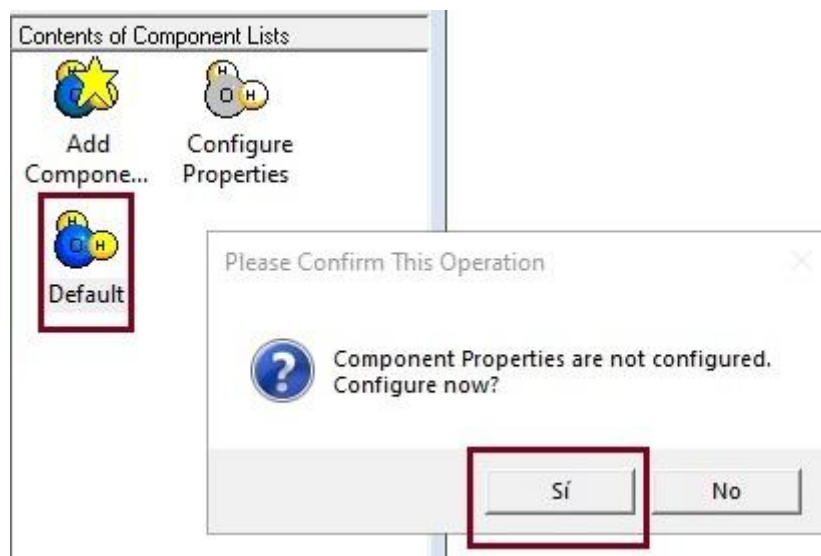 Contents of Component Lists
Add
Compone...
Configure
Properties
H
O
H
Default
Please Confirm This Operation
Component Properties are not configured.
Configure now?
Sí
No